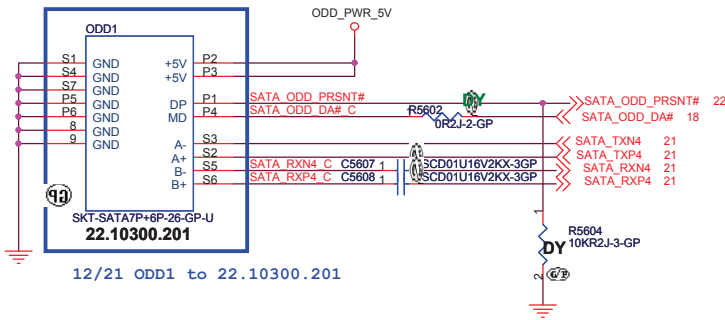 ODD_PWR_5V
ODD1
S1 GND +5V P2
S4 GND +5V P3
S7 GND
P5 GND DP P1 SATA_ODD_PRSNT# DY SATA_ODD_PRSNT# 22
P6 GND MD P4 SATA_ODD_DA#_C R5602 SATA_ODD_DA# 18
8 GND 0R2J-2-GP
9 GND A- S3 SATA_TXN4 21
A+ S2 SATA_TXP4 21
B- S5 SATA_RXN4_C C5607 1 SCD01U16V2KX-3GP SATA_RXN4 21
B+ S6 SATA_RXP4_C C5608 1 SCD01U16V2KX-3GP SATA_RXP4 21
GP
SKT-SATA7P+6P-26-GP-U
22.10300.201
1
R5604
DY 10KR2J-3-GP
2 GP
12/21 ODD1 to 22.10300.201